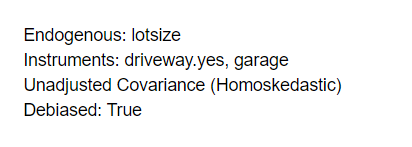 Endogenous: lotsize
Instruments: driveway.yes, garage
Unadjusted Covariance (Homoskedastic)
Debiased: True